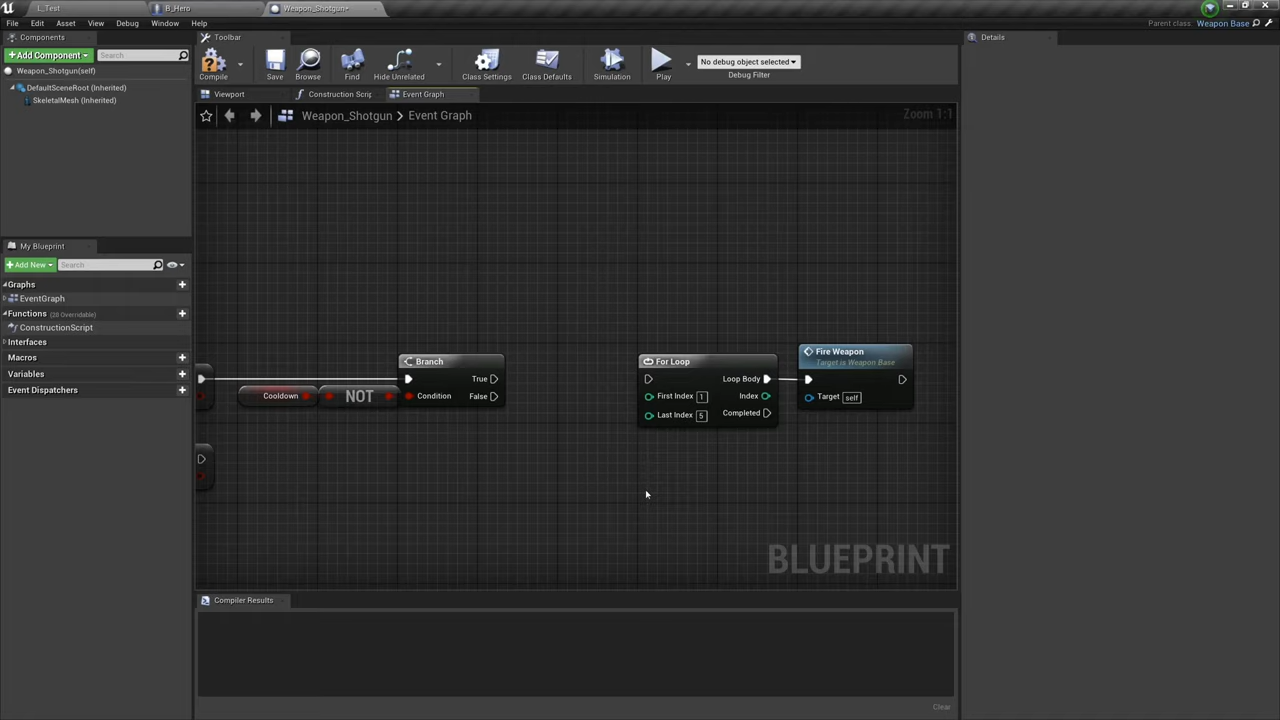 L_Test
B_Hero
Weapon_Shotgun*
File
Edit
Asset
View
Debug
Window
Help
Parent class: Weapon Base
Components
Toolbar
Details
+Add Component
Search
Weapon_Shotgun(self)
DefaultSceneRoot (Inherited)
SkeletalMesh (Inherited)
Compile
Save
Browse
Find
Hide Unrelated
Class Settings
Class Defaults
Simulation
Play
No debug object selected
Debug Filter
Viewport
Construction Scrip
Event Graph
Weapon_Shotgun > Event Graph
Zoom 1:1
My Blueprint
+Add New
Search
Graphs
EventGraph
Functions (20 Overridable)
ConstructionScript
Interfaces
Macros
Variables
Event Dispatchers
Cooldown
NOT
Branch
True
Condition
False
For Loop
Loop Body
First Index 1
Index
Last Index 5
Completed
Fire Weapon
Target is Weapon Base
Target self
BLUEPRINT
Compiler Results
Clear